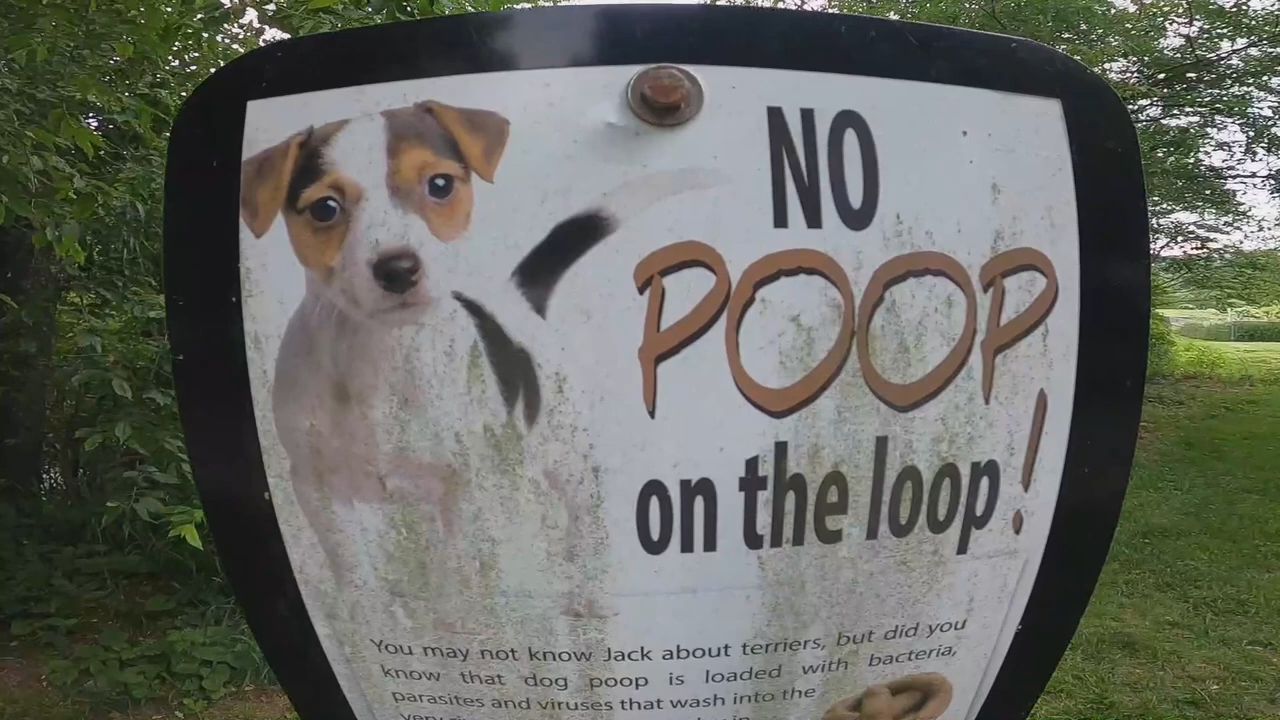 NO
POOP
on the loop!
You may not know Jack about terriers, but did you
know that dog poop is loaded with bacteria,
parasites and viruses that wash into the